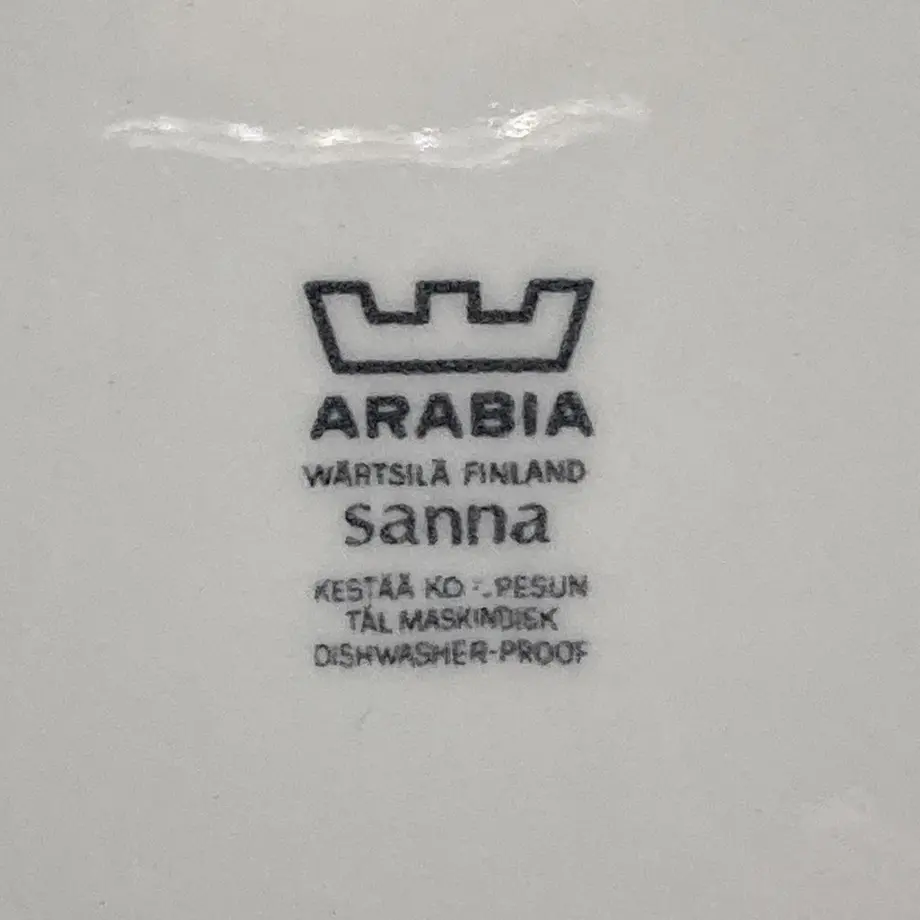 ARABIA
WÄRTSILÄ FINLAND
sanna
KESTÄÄ PESUN
TÅL MASKINDISK
DISHWASHER-PROOF